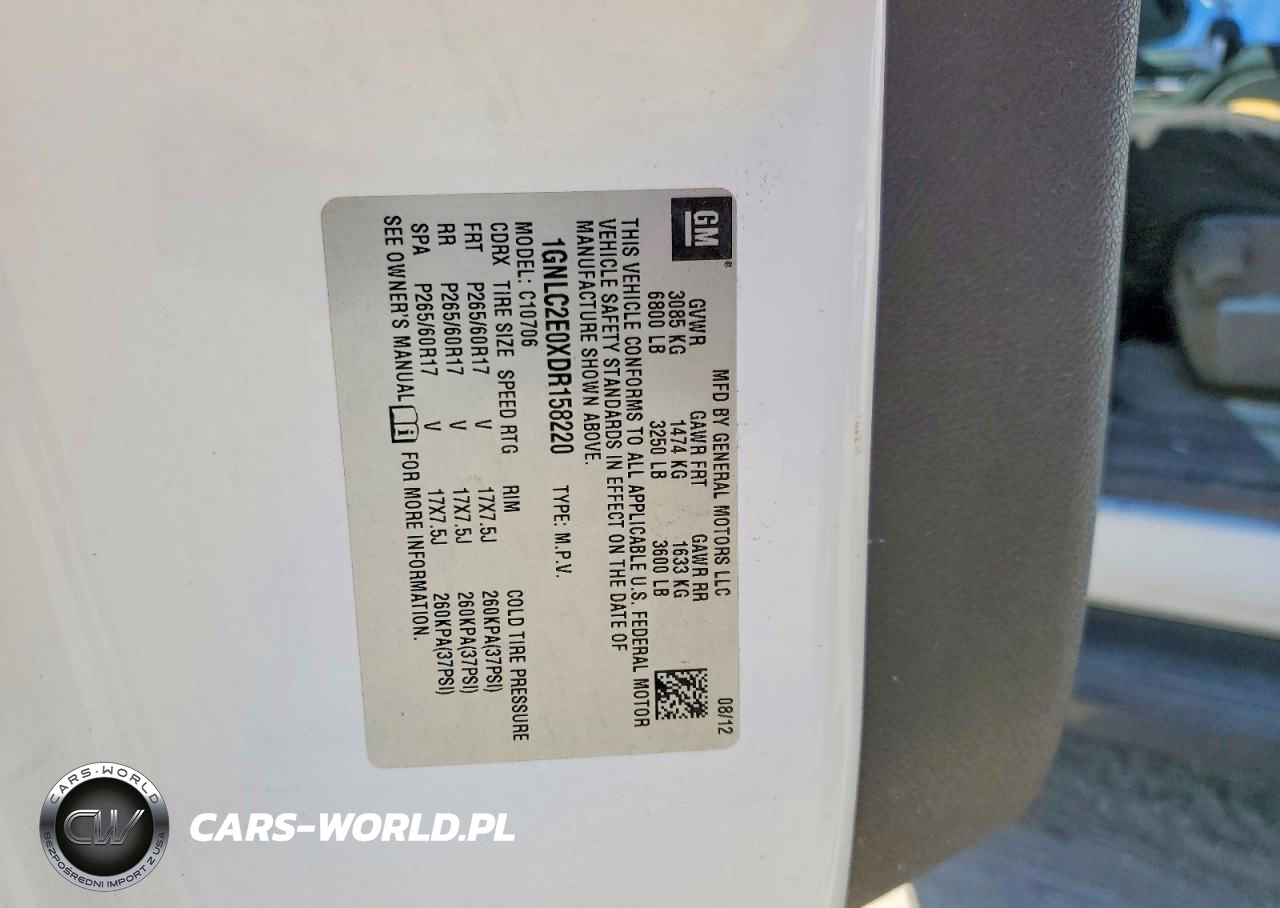 GM®
MFD BY GENERAL MOTORS LLC 08/12
GVWR GAWR FRT GAWR RR
3085 KG 1474 KG 1633 KG
6800 LB 3250 LB 3600 LB
THIS VEHICLE CONFORMS TO ALL APPLICABLE U.S. FEDERAL MOTOR
VEHICLE SAFETY STANDARDS IN EFFECT ON THE DATE OF
MANUFACTURE SHOWN ABOVE.
1GNLC2E0XDR158220 TYPE: M.P.V.
MODEL: C10706
CDRX TIRE SIZE SPEED RTG RIM COLD TIRE PRESSURE
FRT P265/60R17 V 17X7.5J 260KPA(37PSI)
RR P265/60R17 V 17X7.5J 260KPA(37PSI)
SPA P265/60R17 V 17X7.5J 260KPA(37PSI)
SEE OWNER'S MANUAL FOR MORE INFORMATION.
CARS-WORLD
CW
BEZPOŚREDNI IMPORT Z USA
CARS-WORLD.PL